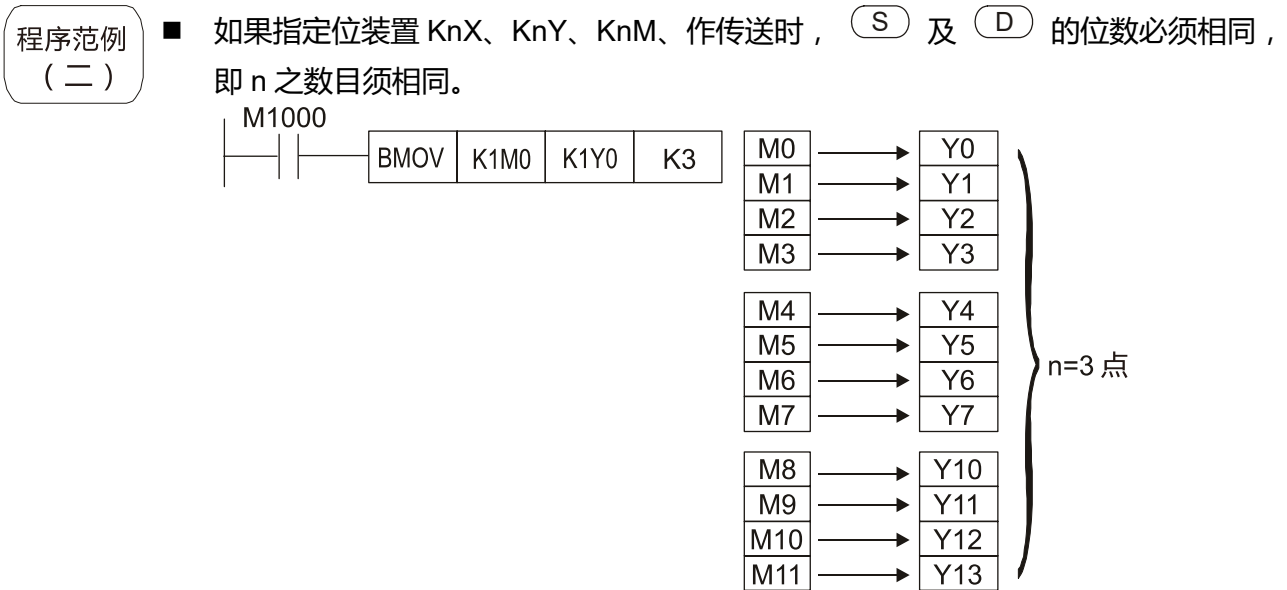 程序范例
（二）
■ 如果指定位装置 KnX、KnY、KnM、作传送时， S 及 D 的位数必须相同，
即 n 之数目须相同。
M1000
BMOV K1M0 K1Y0 K3
M0 Y0
M1 Y1
M2 Y2
M3 Y3
M4 Y4
M5 Y5
M6 Y6
M7 Y7
n=3 点
M8 Y10
M9 Y11
M10 Y12
M11 Y13